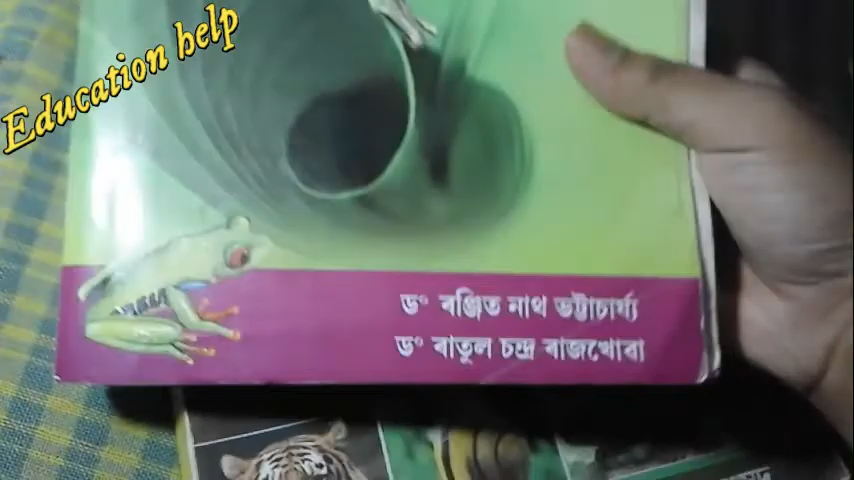 Education help
ড° ৰঞ্জিত নাথ ভট্টাচাৰ্য্য
ড° ৰাতুল চন্দ্ৰ ৰাজখোৱা